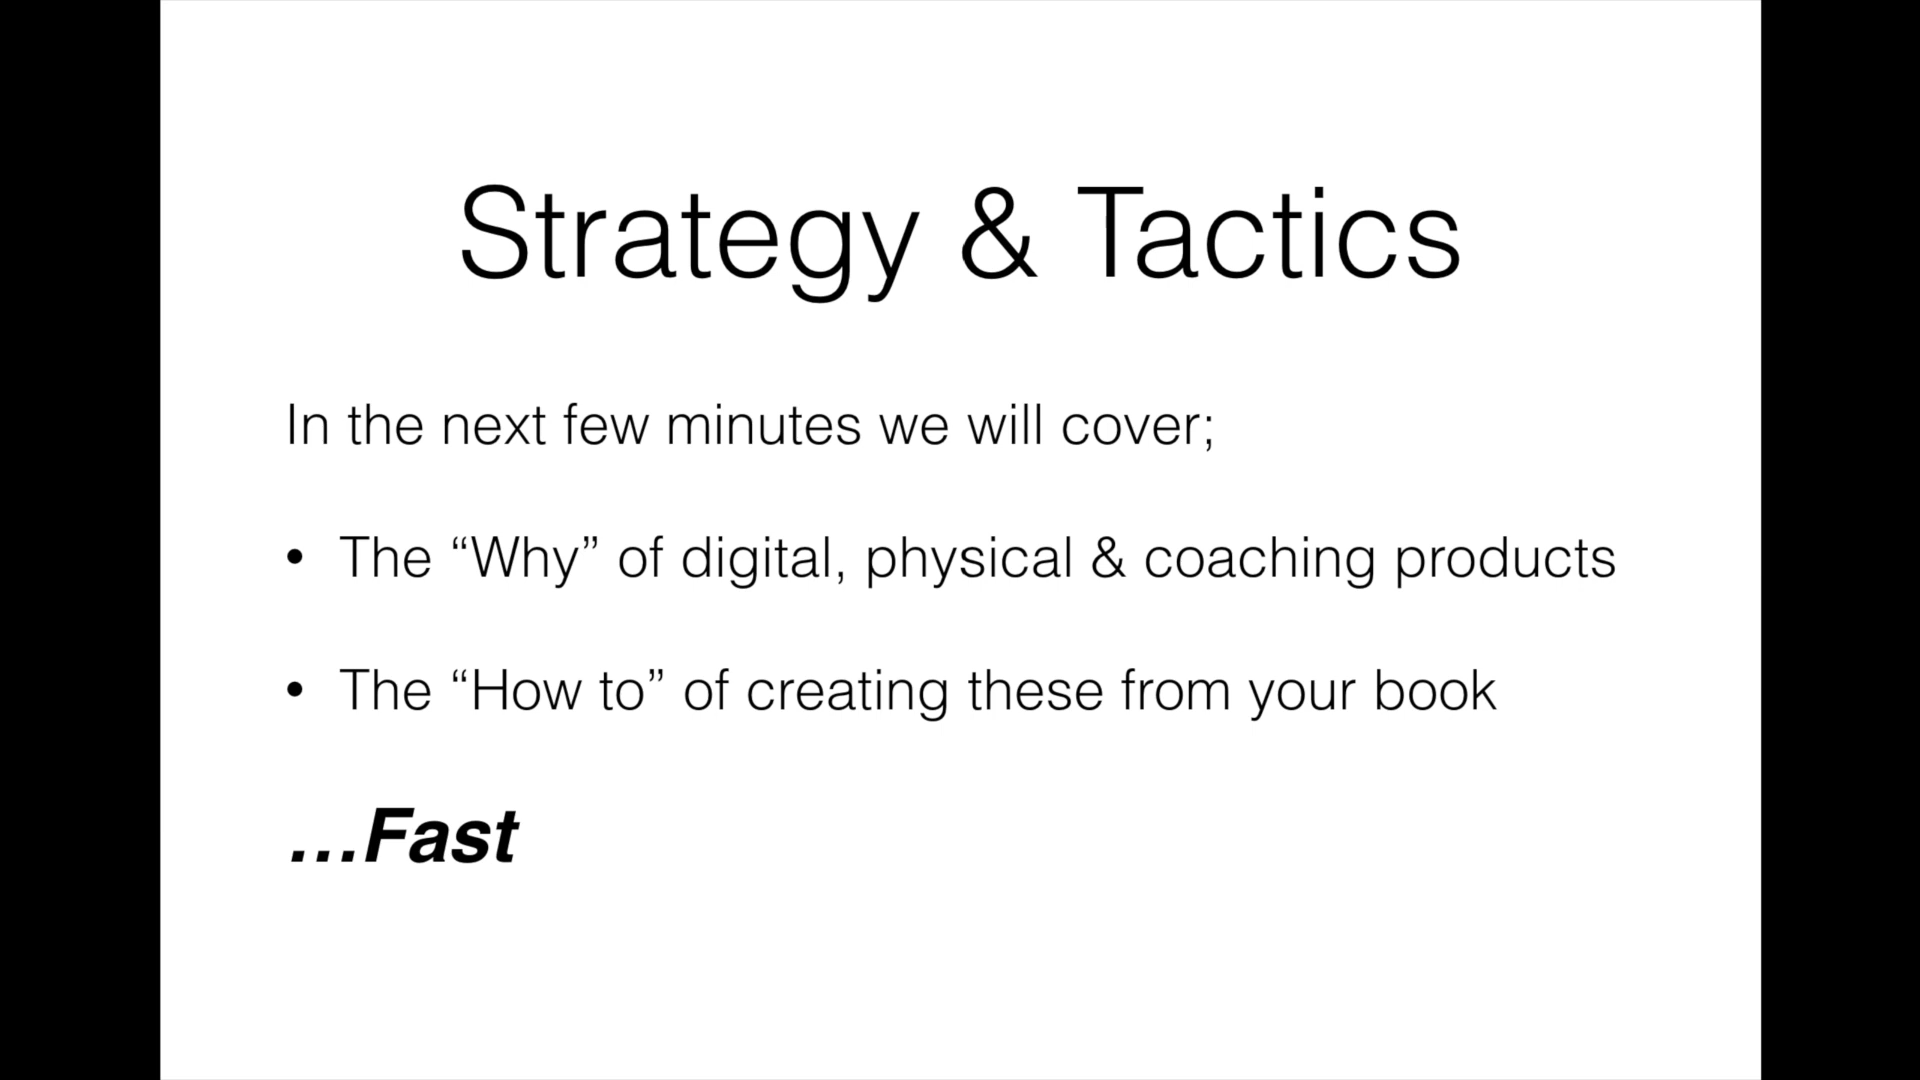 Strategy & Tactics
In the next few minutes we will cover;
• The “Why” of digital, physical & coaching products
• The “How to” of creating these from your book
…Fast